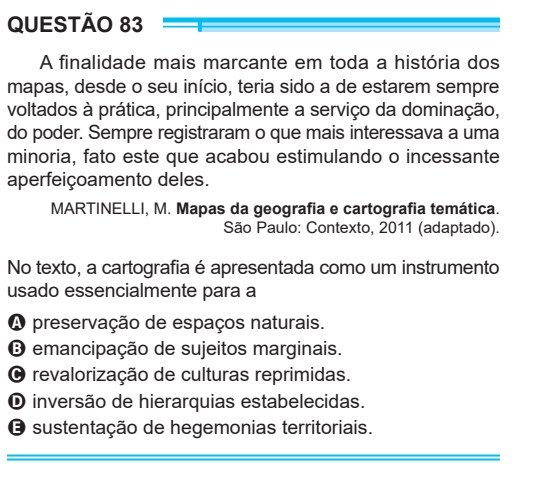 QUESTÃO 83
A finalidade mais marcante em toda a história dos
mapas, desde o seu início, teria sido a de estarem sempre
voltados à prática, principalmente a serviço da dominação,
do poder. Sempre registraram o que mais interessava a uma
minoria, fato este que acabou estimulando o incessante
aperfeiçoamento deles.
MARTINELLI, M. Mapas da geografia e cartografia temática.
São Paulo: Contexto, 2011 (adaptado).
No texto, a cartografia é apresentada como um instrumento
usado essencialmente para a
A preservação de espaços naturais.
B emancipação de sujeitos marginais.
C revalorização de culturas reprimidas.
D inversão de hierarquias estabelecidas.
E sustentação de hegemonias territoriais.